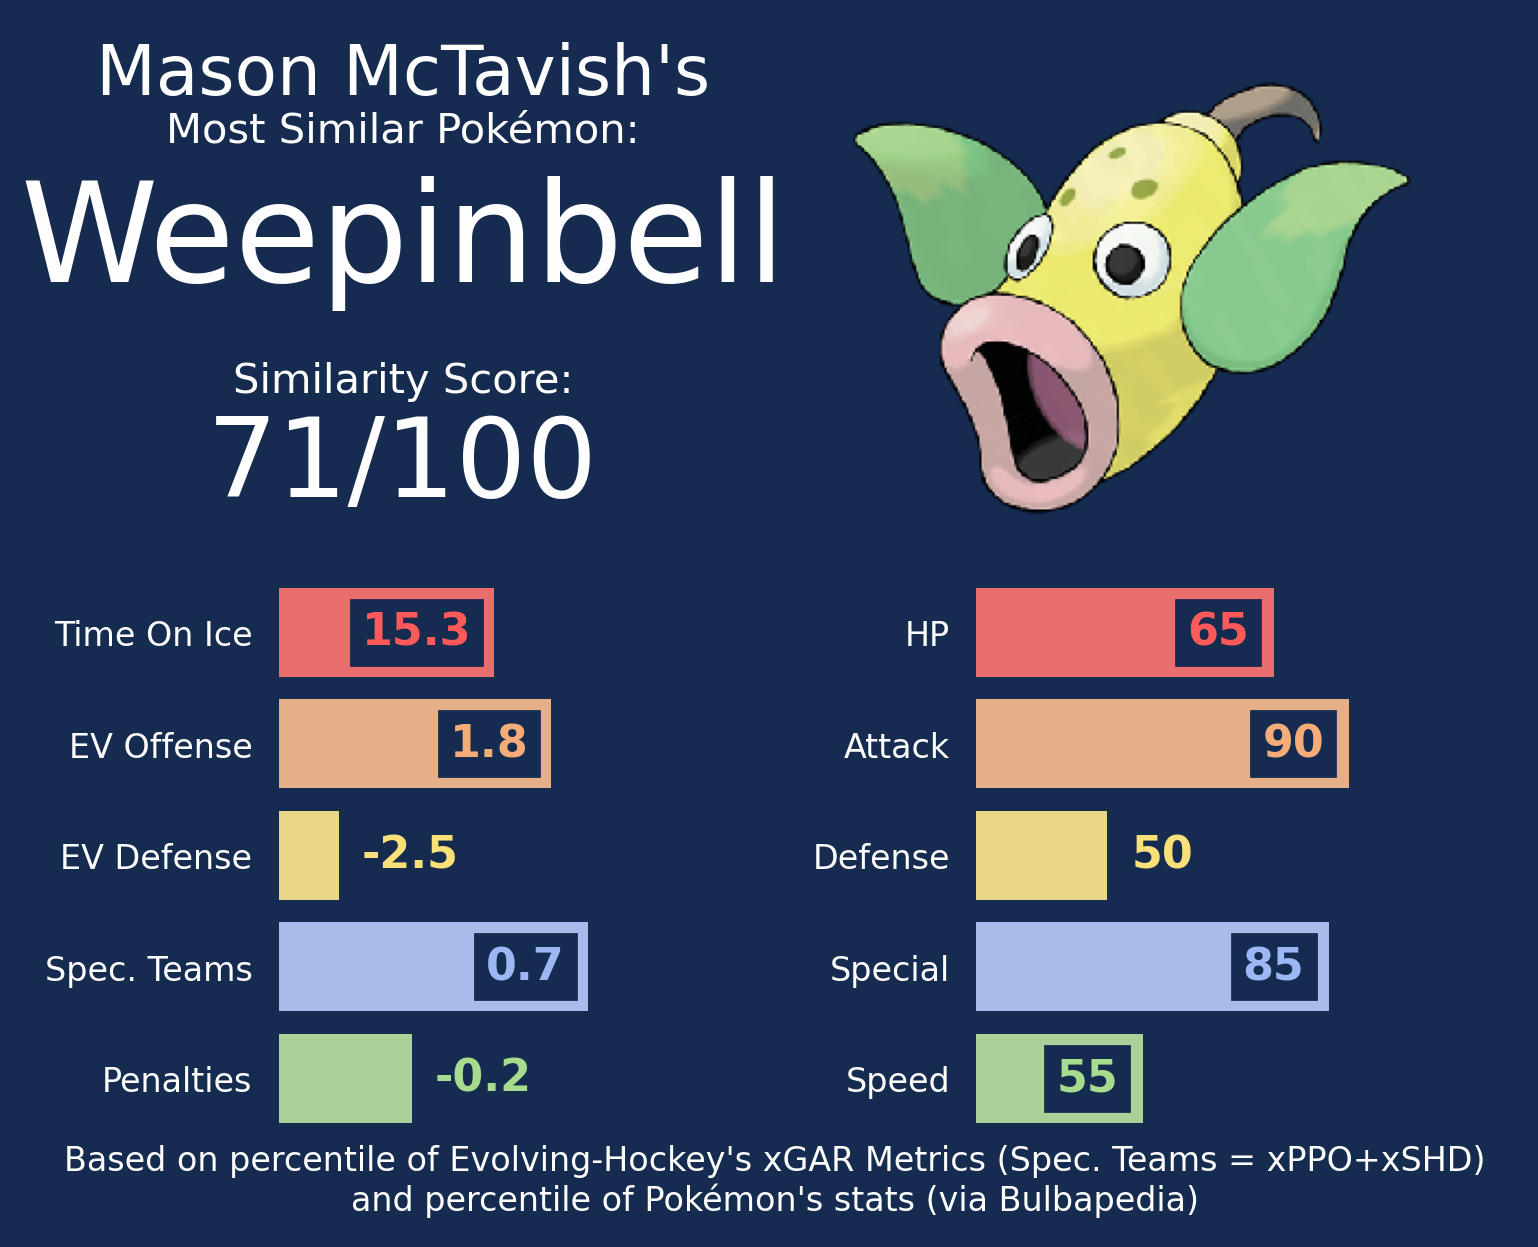 Mason McTavish's
Most Similar Pokémon:
Weepinbell
Similarity Score:
71/100
Time On Ice 15.3
EV Offense 1.8
EV Defense -2.5
Spec. Teams 0.7
Penalties -0.2
HP 65
Attack 90
Defense 50
Special 85
Speed 55
Based on percentile of Evolving-Hockey's xGAR Metrics (Spec. Teams = xPPO+xSHD)
and percentile of Pokémon's stats (via Bulbapedia)